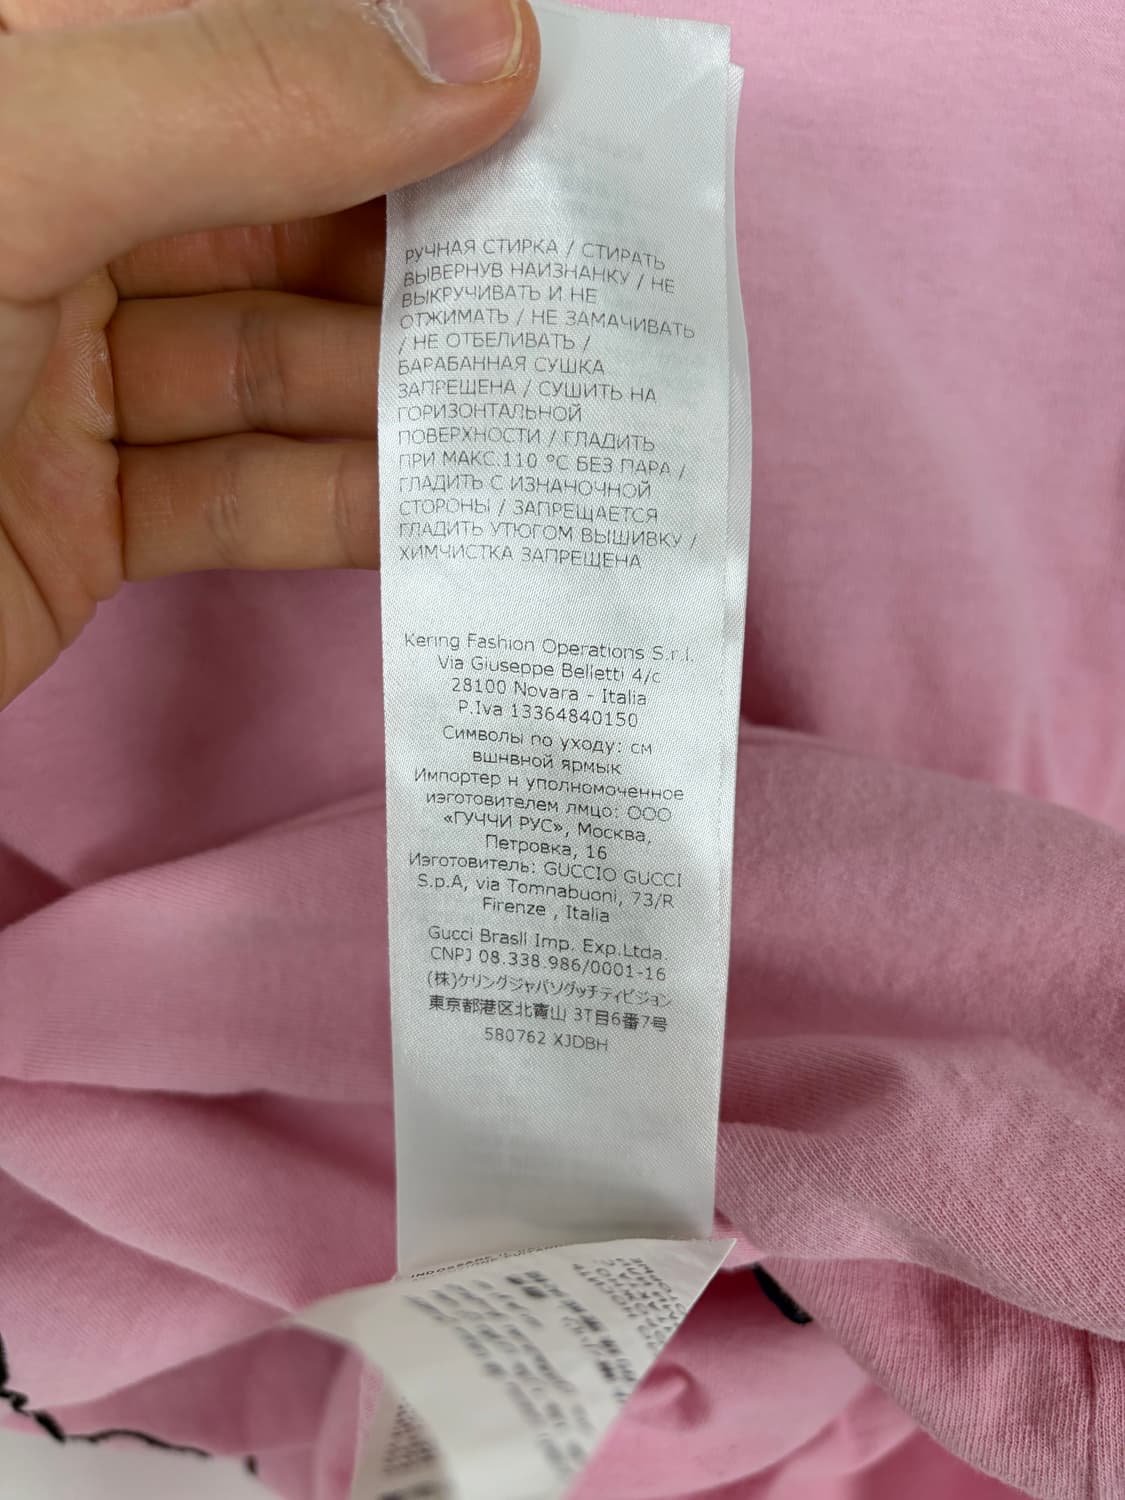 РУЧНАЯ СТИРКА / СТИРАТЬ
ВЫВЕРНУВ НАИЗНАНКУ / НЕ
ВЫКРУЧИВАТЬ И НЕ
ОТЖИМАТЬ / НЕ ЗАМАЧИВАТЬ
/ НЕ ОТБЕЛИВАТЬ /
БАРАБАННАЯ СУШКА
ЗАПРЕЩЕНА / СУШИТЬ НА
ГОРИЗОНТАЛЬНОЙ
ПОВЕРХНОСТИ / ГЛАДИТЬ
ПРИ МАКС.110 °C БЕЗ ПАРА /
ГЛАДИТЬ С ИЗНАНОЧНОЙ
СТОРОНЫ / ЗАПРЕЩАЕТСЯ
ГЛАДИТЬ УТЮГОМ ВЫШИВКУ /
ХИМЧИСТКА ЗАПРЕЩЕНА
Kering Fashion Operations S.r.l.
Via Giuseppe Belletti 4/c
28100 Novara - Italia
P.Iva 13364840150
Символы по уходу: см
вшнвной ярмык
Импортер н уполномоченное
изготовителем лмцо: ООО
«ГУЧЧИ РУС», Москва,
Петровка, 16
Изготовитель: GUCCIO GUCCI
S.p.A, via Tomnabuoni, 73/R
Firenze , Italia
Gucci Brasli Imp. Exp.Ltda.
CNPJ 08.338.986/0001-16
(株)ケリングジャパソグッチティビジョン
東京都港区北青山 3T目6番7号
580762 XJDBH